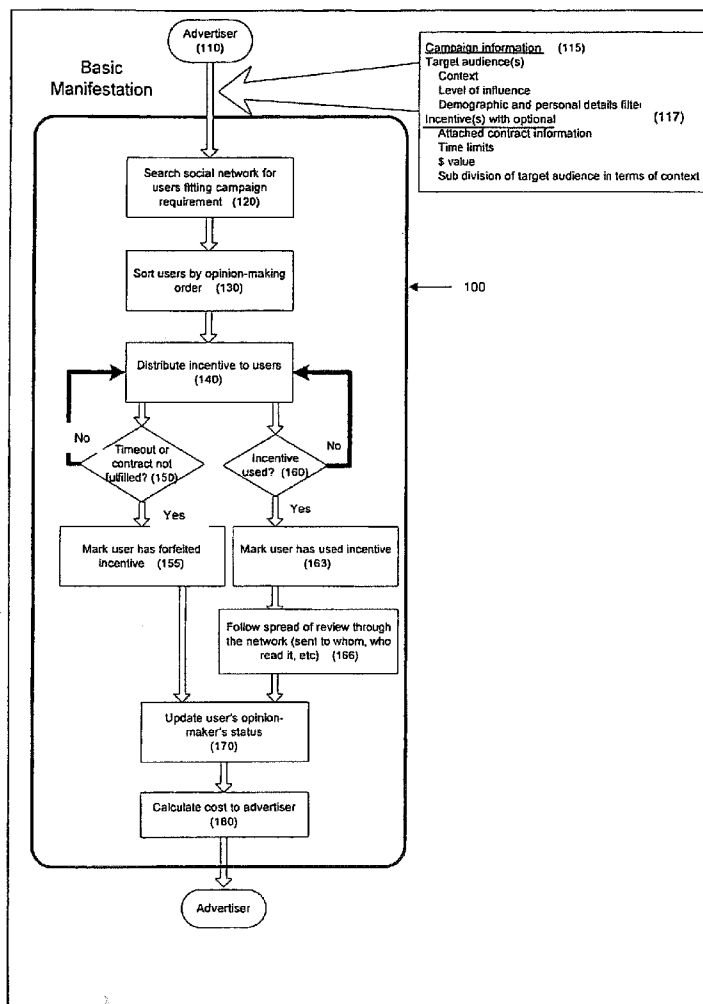 Advertiser
(110)
Basic
Manifestation
Campaign information (115)
Target audience(s)
Context
Level of influence
Demographic and personal details filter
Incentive(s) with optional (117)
Attached contract information
Time limits
$ value
Sub division of target audience in terms of context
Search social network for
users fitting campaign
requirement (120)
Sort users by opinion-making
order (130)
100
Distribute incentive to users
(140)
No
Timeout or
contract not
fulfilled? (150)
Incentive
used? (160)
No
Yes
Yes
Mark user has forfeited
incentive (155)
Mark user has used incentive
(163)
Follow spread of review through
the network (sent to whom, who
read it, etc) (166)
Update user's opinion-
maker's status
(170)
Calculate cost to advertiser
(180)
Advertiser